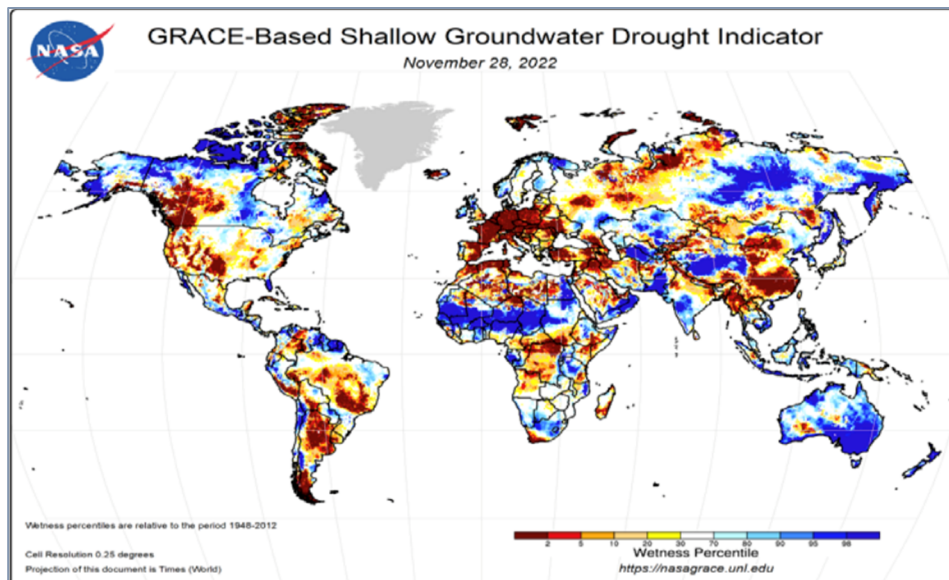 NASA
GRACE-Based Shallow Groundwater Drought Indicator
November 28, 2022
Wetness percentiles are relative to the period 1948-2012
Cell Resolution 0.25 degrees
Projection of this document is Times (World)
2 5 10 20 30 70 80 90 95 98
Wetness Percentile
https://nasagrace.unl.edu